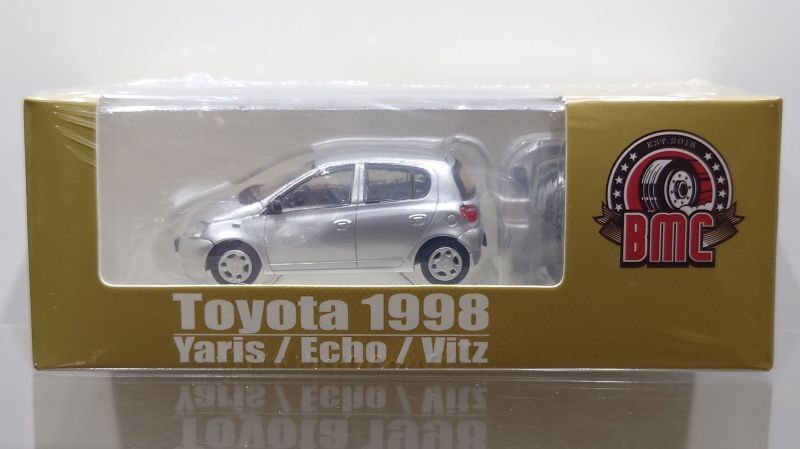 EST.2018
BMC
Toyota 1998
Yaris / Echo / Vitz